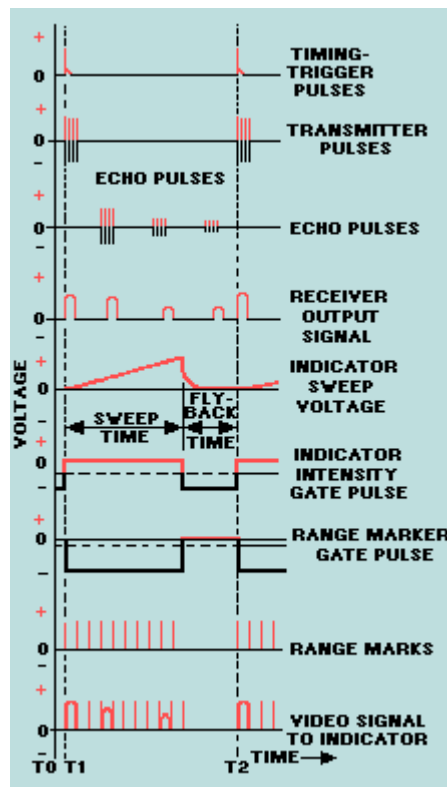 +
0
TIMING-
TRIGGER
PULSES
+
0
−
TRANSMITTER
PULSES
ECHO PULSES
+
0
−
ECHO PULSES
+
0
−
RECEIVER
OUTPUT
SIGNAL
+
0
INDICATOR
SWEEP
VOLTAGE
VOLTAGE
SWEEP
TIME
FLY-
BACK
TIME
+
0
−
INDICATOR
INTENSITY
GATE PULSE
+
0
−
RANGE MARKER
GATE PULSE
+
0
−
RANGE MARKS
+
0
−
VIDEO SIGNAL
TO INDICATOR
T0 T1 T2 TIME